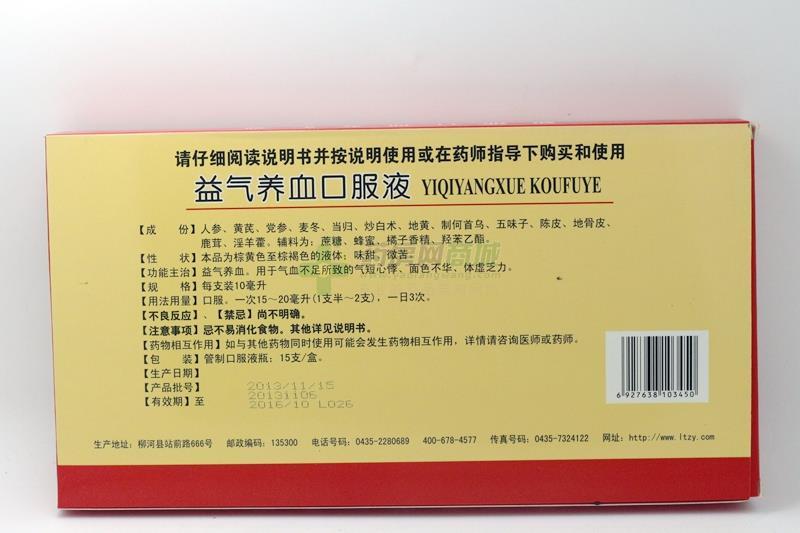 请仔细阅读说明书并按说明使用或在药师指导下购买和使用
益气养血口服液 YIQIYANGXUE KOUFUYE
【成 份】人参、黄芪、党参、麦冬、当归、炒白术、地黄、制何首乌、五味子、陈皮、地骨皮、
鹿茸、淫羊藿。辅料为：蔗糖、蜂蜜、橘子香精、羟苯乙酯。
【性 状】本品为棕黄色至棕褐色的液体；味甜、微苦。
【功能主治】益气养血。用于气血不足所致的气短心悸、面色不华、体虚乏力。
【规 格】每支装10毫升
【用法用量】口服。一次15～20毫升(1支半～2支)，一日3次。
【不良反应】、【禁忌】尚不明确。
【注意事项】忌不易消化食物。其他详见说明书。
【药物相互作用】如与其他药物同时使用可能会发生药物相互作用，详情请咨询医师或药师。
【包 装】管制口服液瓶；15支/盒。
【生产日期】 2013/11/15
【产品批号】 20131106
【有效期】至 2016/10 L026
6 927638 103450
生产地址：柳河县站前路666号 邮政编码：135300 电话号码：0435-2280689 400-678-4577 传真号码：0435-7324122 网址：http://www.ltzy.com